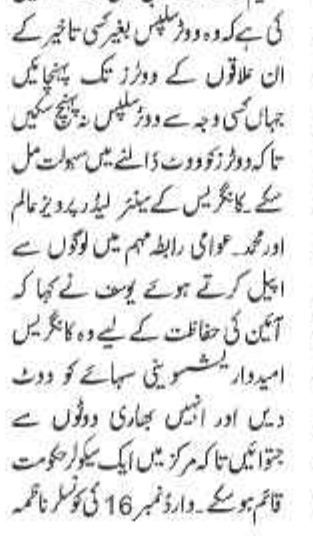 کی ہے کہ وہ ووٹر سلپس بغیر کسی تاخیر کے
ان علاقوں کے ووٹرز تک پہنچائیں
جہاں کسی وجہ سے ووٹر سلپس نہ پہنچ سکیں
تاکہ ووٹرز کو ووٹ ڈالنے میں سہولت مل
سکے۔ کانگریس کے سینئر لیڈر پرویز عالم
اور محمد۔ عوامی رابطہ مہم میں لوگوں سے
اپیل کرتے ہوئے یوسف نے کہا کہ
آئین کی حفاظت کے لیے وہ کانگریس
امیدوار یشسوینی سہائے کو ووٹ
دیں اور انہیں بھاری ووٹوں سے
جتوائیں تاکہ مرکز میں ایک سیکولر حکومت
قائم ہو سکے۔ وارڈ نمبر 16 کی کونسلر ناظمہ